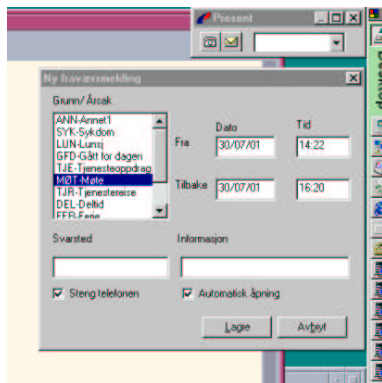 Present
Ny fraværsmelding
Grunn/Årsak
ANN-Annet1
SYK-Sykdom
LUN-Lunsj
GFD-Gått for dagen
TJE-Tjenesteoppdrag
MØT-Møte
TJR-Tjenestereise
DEL-Deltid
FER-Ferie
Dato Tid
Fra 30/07/01 14:22
Tilbake 30/07/01 16:20
Svarsted Informasjon
Steng telefonen Automatisk åpning
Lagre Avbryt